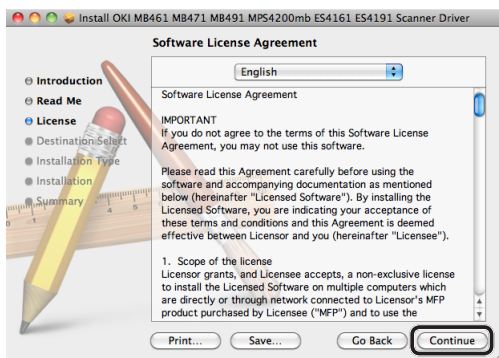 Install OKI MB461 MB471 MB491 MPS4200mb ES4161 ES4191 Scanner Driver
Software License Agreement
English
Introduction
Read Me
License
Destination Select
Installation Type
Installation
Summary
Software License Agreement
IMPORTANT
If you do not agree to the terms of this Software License
Agreement, you may not use this software.
Please read this Agreement carefully before using the
software and accompanying documentation as mentioned
below (hereinafter "Licensed Software"). By installing the
Licensed Software, you are indicating your acceptance of
these terms and conditions and this Agreement is deemed
effective between Licensor and you (hereinafter "Licensee").
1. Scope of the license
Licensor grants, and Licensee accepts, a non-exclusive license
to install the Licensed Software on multiple computers which
are directly or through network connected to Licensor's MFP
product purchased by Licensee ("MFP") and to use the
Print... Save... Go Back Continue